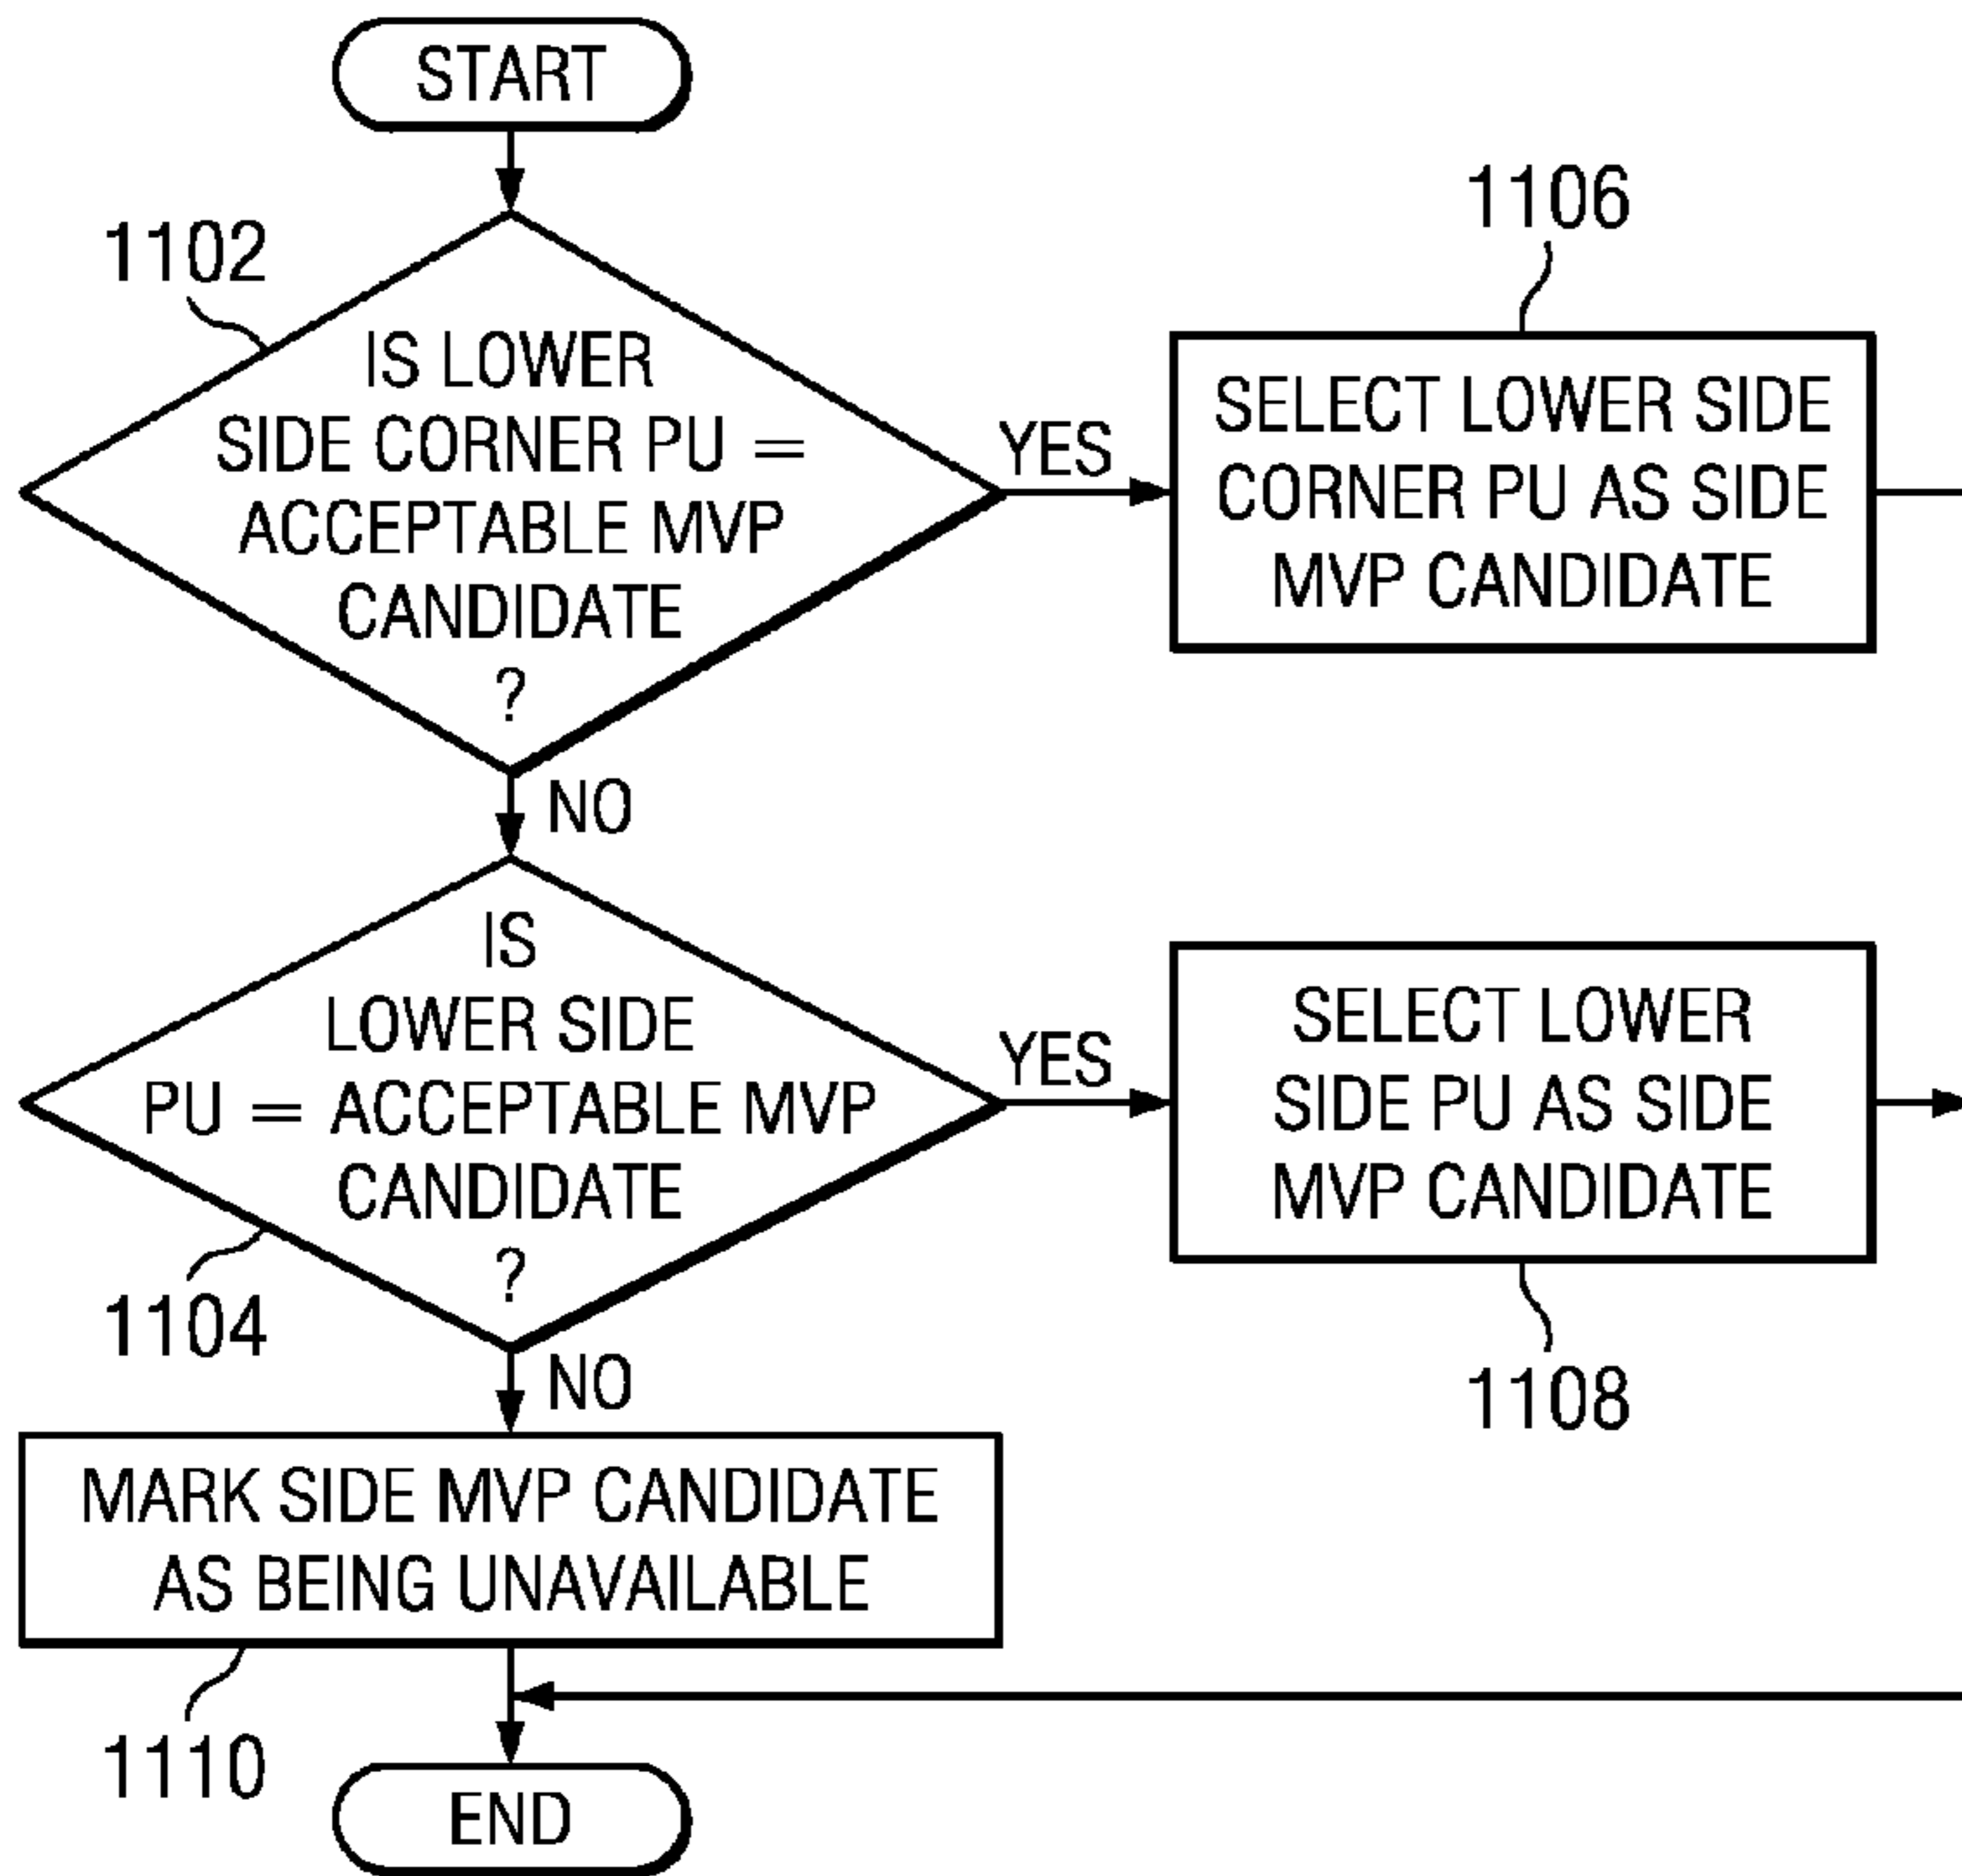 START
1102
IS LOWER
SIDE CORNER PU =
ACCEPTABLE MVP
CANDIDATE
?
YES
1106
SELECT LOWER SIDE
CORNER PU AS SIDE
MVP CANDIDATE
NO
IS
LOWER SIDE
PU = ACCEPTABLE MVP
CANDIDATE
?
1104
YES
SELECT LOWER
SIDE PU AS SIDE
MVP CANDIDATE
1108
NO
MARK SIDE MVP CANDIDATE
AS BEING UNAVAILABLE
1110
END